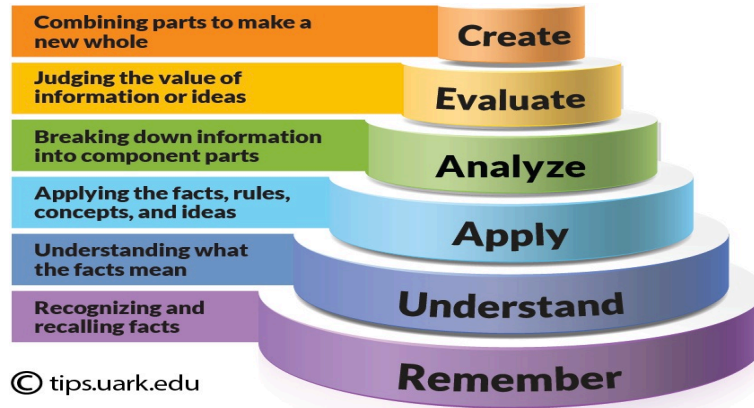 Combining parts to make a
new whole
Create
Judging the value of
information or ideas
Evaluate
Breaking down information
into component parts
Analyze
Applying the facts, rules,
concepts, and ideas
Apply
Understanding what
the facts mean
Understand
Recognizing and
recalling facts
Remember
© tips.uark.edu